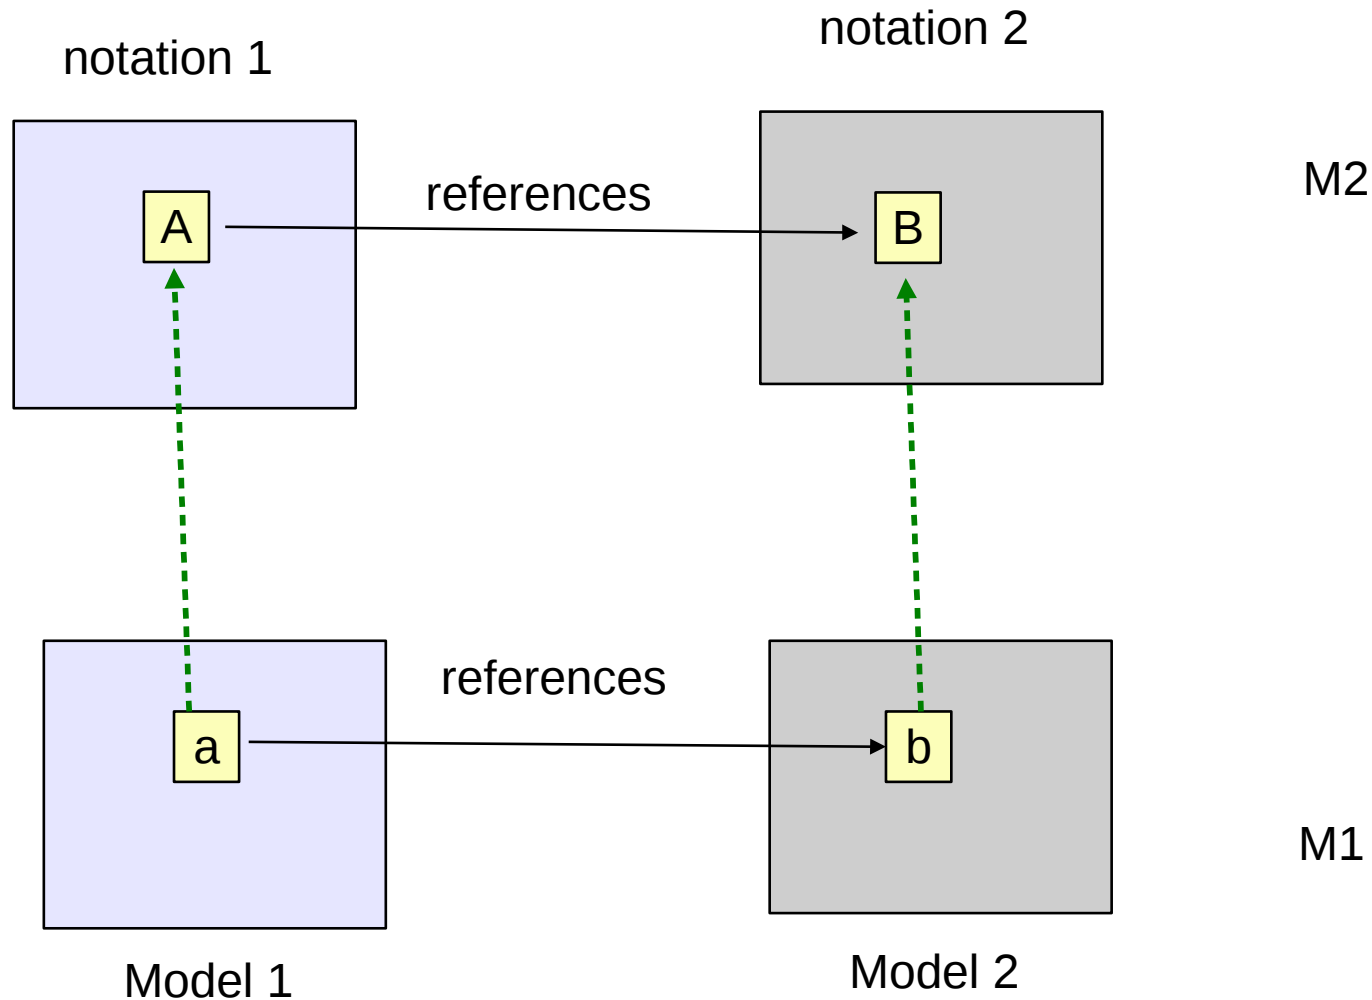 notation 1
notation 2
M2
references
A
B
references
a
b
M1
Model 1
Model 2